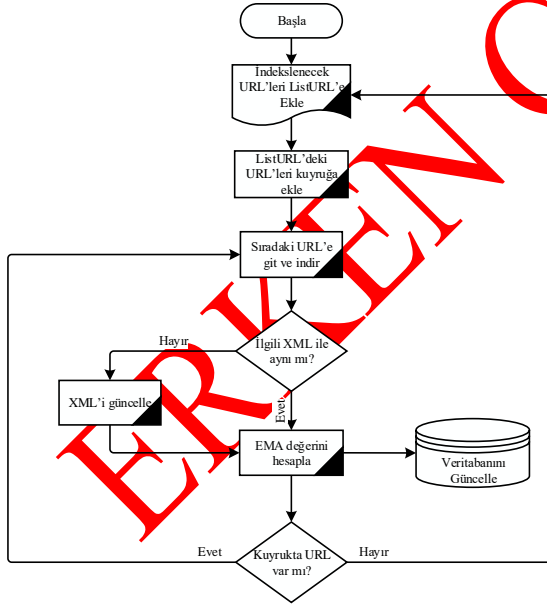 Başla
İndekslenecek
URL'leri ListURL'e
Ekle
ListURL'deki
URL'leri kuyruğa
ekle
Sıradaki URL'e
git ve indir
İlgili XML ile
aynı mı?
Hayır
XML'i güncelle
Evet
EMA değerini
hesapla
Veritabanını
Güncelle
Kuyrukta URL
var mı?
Evet
Hayır
ERKEN